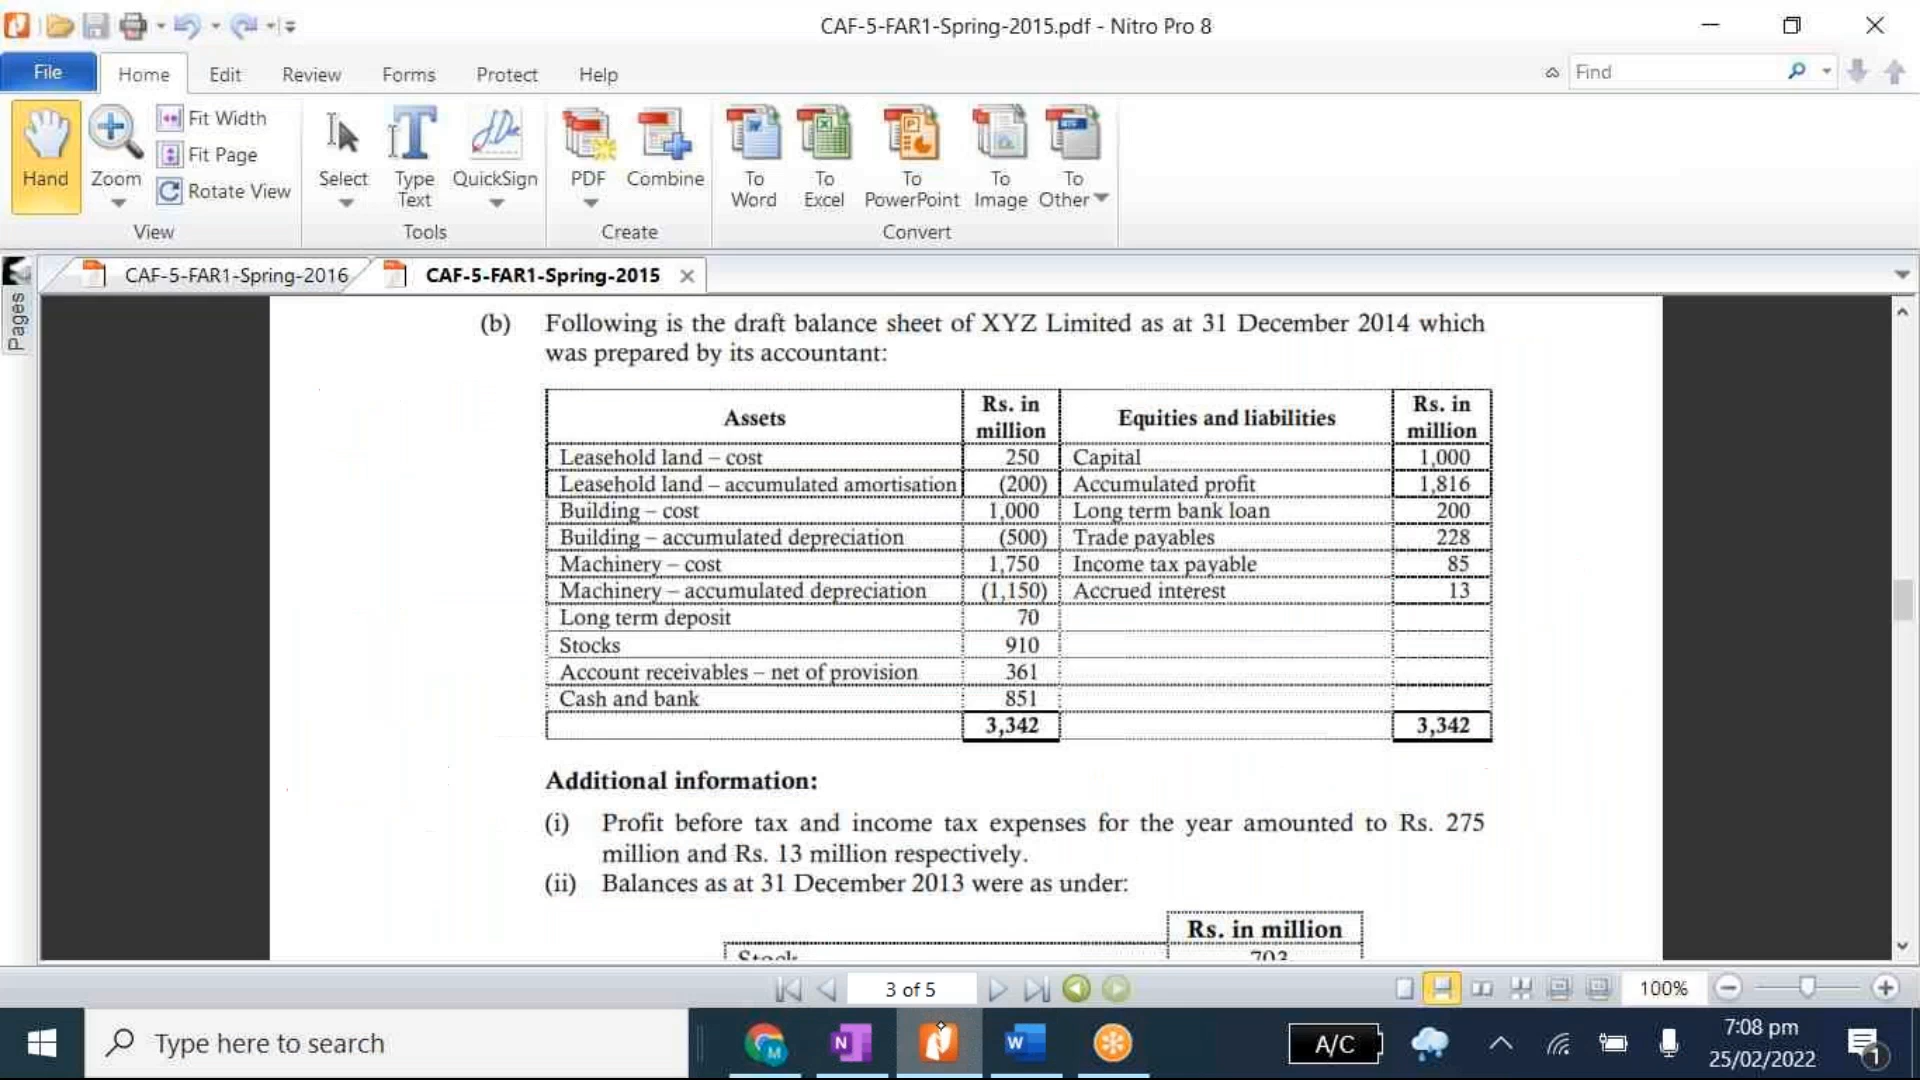 CAF-5-FAR1-Spring-2015.pdf - Nitro Pro 8
File Home Edit Review Forms Protect Help Find
Hand
Zoom
Fit Width
Fit Page
Rotate View
View
Select
Type Text
QuickSign
Tools
PDF
Combine
Create
To Word
To Excel
To PowerPoint
To Image
To Other
Convert
Pages
CAF-5-FAR1-Spring-2016 CAF-5-FAR1-Spring-2015
(b) Following is the draft balance sheet of XYZ Limited as at 31 December 2014 which
was prepared by its accountant:
Assets Rs. in million Equities and liabilities Rs. in million
Leasehold land – cost 250 Capital 1,000
Leasehold land – accumulated amortisation (200) Accumulated profit 1,816
Building – cost 1,000 Long term bank loan 200
Building – accumulated depreciation (500) Trade payables 228
Machinery – cost 1,750 Income tax payable 85
Machinery – accumulated depreciation (1,150) Accrued interest 13
Long term deposit 70
Stocks 910
Account receivables – net of provision 361
Cash and bank 851
3,342 3,342
Additional information:
(i) Profit before tax and income tax expenses for the year amounted to Rs. 275
million and Rs. 13 million respectively.
(ii) Balances as at 31 December 2013 were as under:
Rs. in million
Stock 703
3 of 5
100%
Type here to search
A/C
7:08 pm
25/02/2022
1